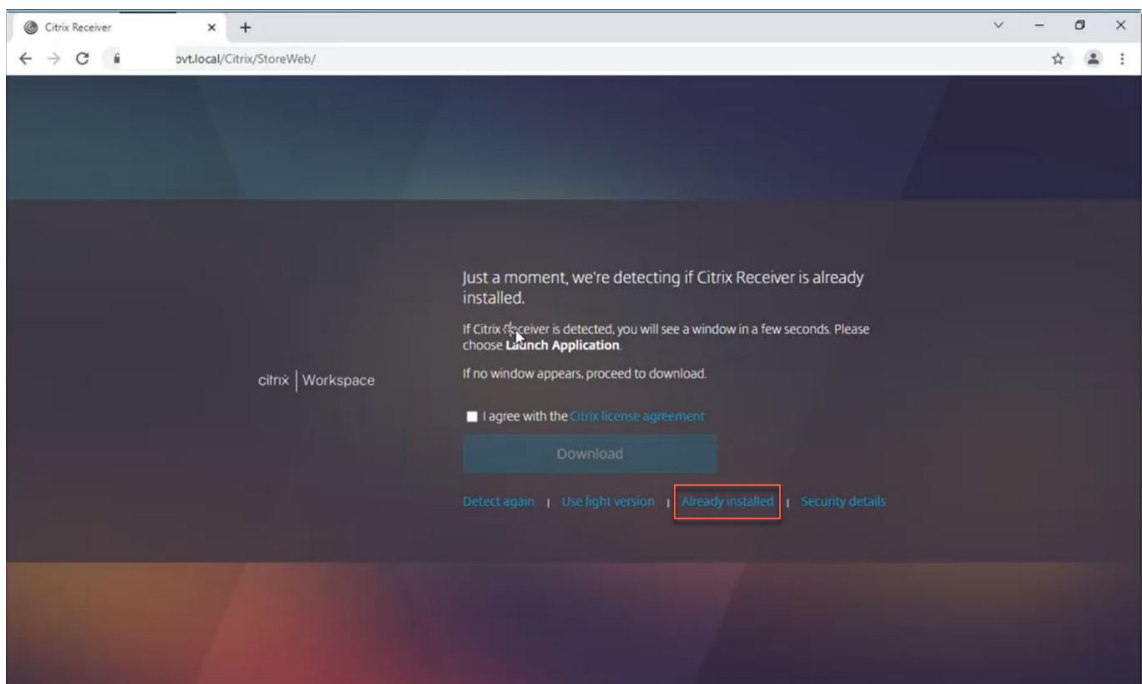 Citrix Receiver
ovt.local/Citrix/StoreWeb/
Just a moment, we're detecting if Citrix Receiver is already
installed.
If Citrix Receiver is detected, you will see a window in a few seconds. Please
choose Launch Application.
If no window appears, proceed to download.
citrix | Workspace
I agree with the Citrix license agreement
Download
Detect again | Use light version | Already installed | Security details